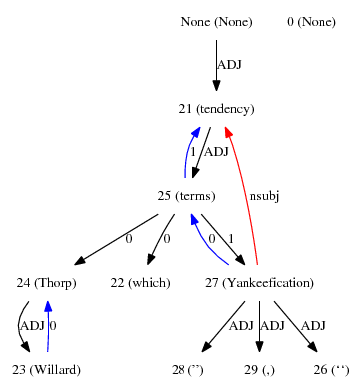 None (None) 0 (None)
ADJ
21 (tendency)
1 ADJ
25 (terms) nsubj
0 0 0 1
24 (Thorp) 22 (which) 27 (Yankeefication)
ADJ 0 ADJ ADJ ADJ
23 (Willard) 28 (”) 29 (,) 26 (‘‘)